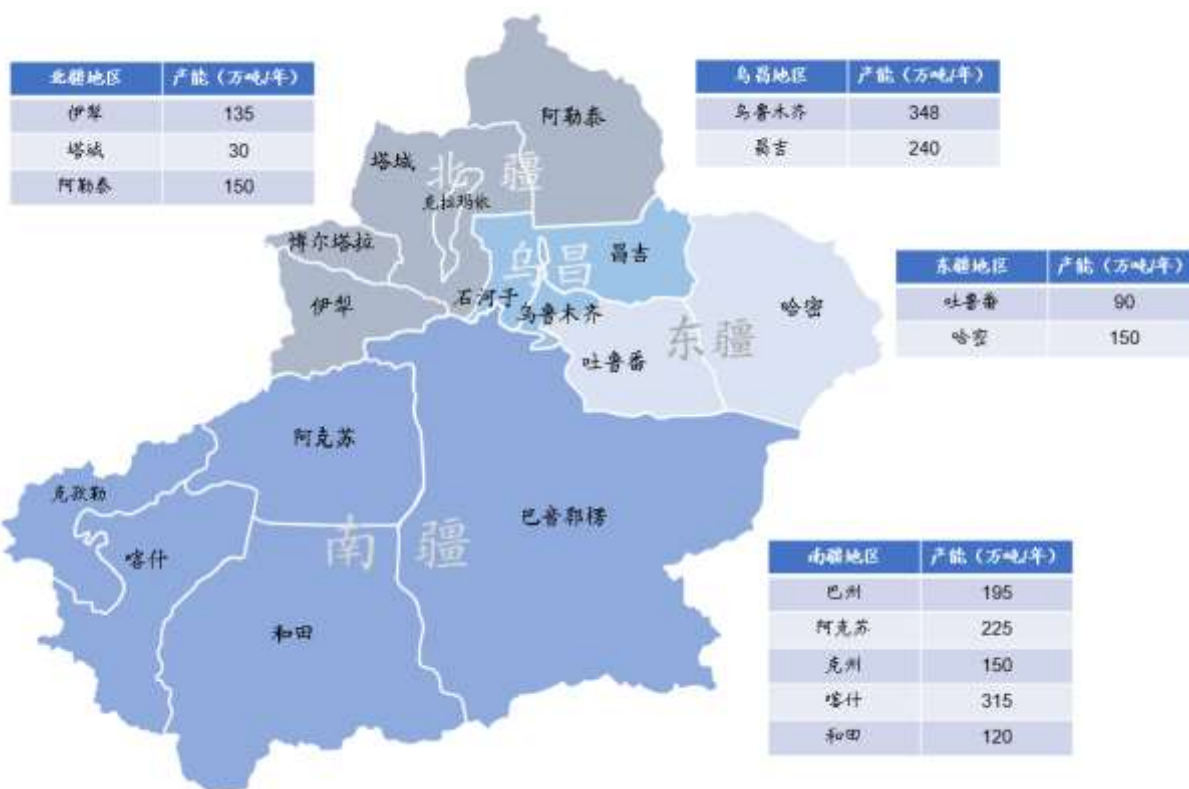 北疆地区 产能（万吨/年）
伊犁 135
塔城 30
阿勒泰 150
乌昌地区 产能（万吨/年）
乌鲁木齐 348
昌吉 240
阿勒泰
塔城
北疆
克拉玛依
博尔塔拉
乌昌
昌吉
伊犁
石河子
乌鲁木齐
哈密
东疆
吐鲁番
东疆地区 产能（万吨/年）
吐鲁番 90
哈密 150
阿克苏
克孜勒
巴音郭楞
南疆
喀什
和田
南疆地区 产能（万吨/年）
巴州 195
阿克苏 225
克州 150
喀什 315
和田 120